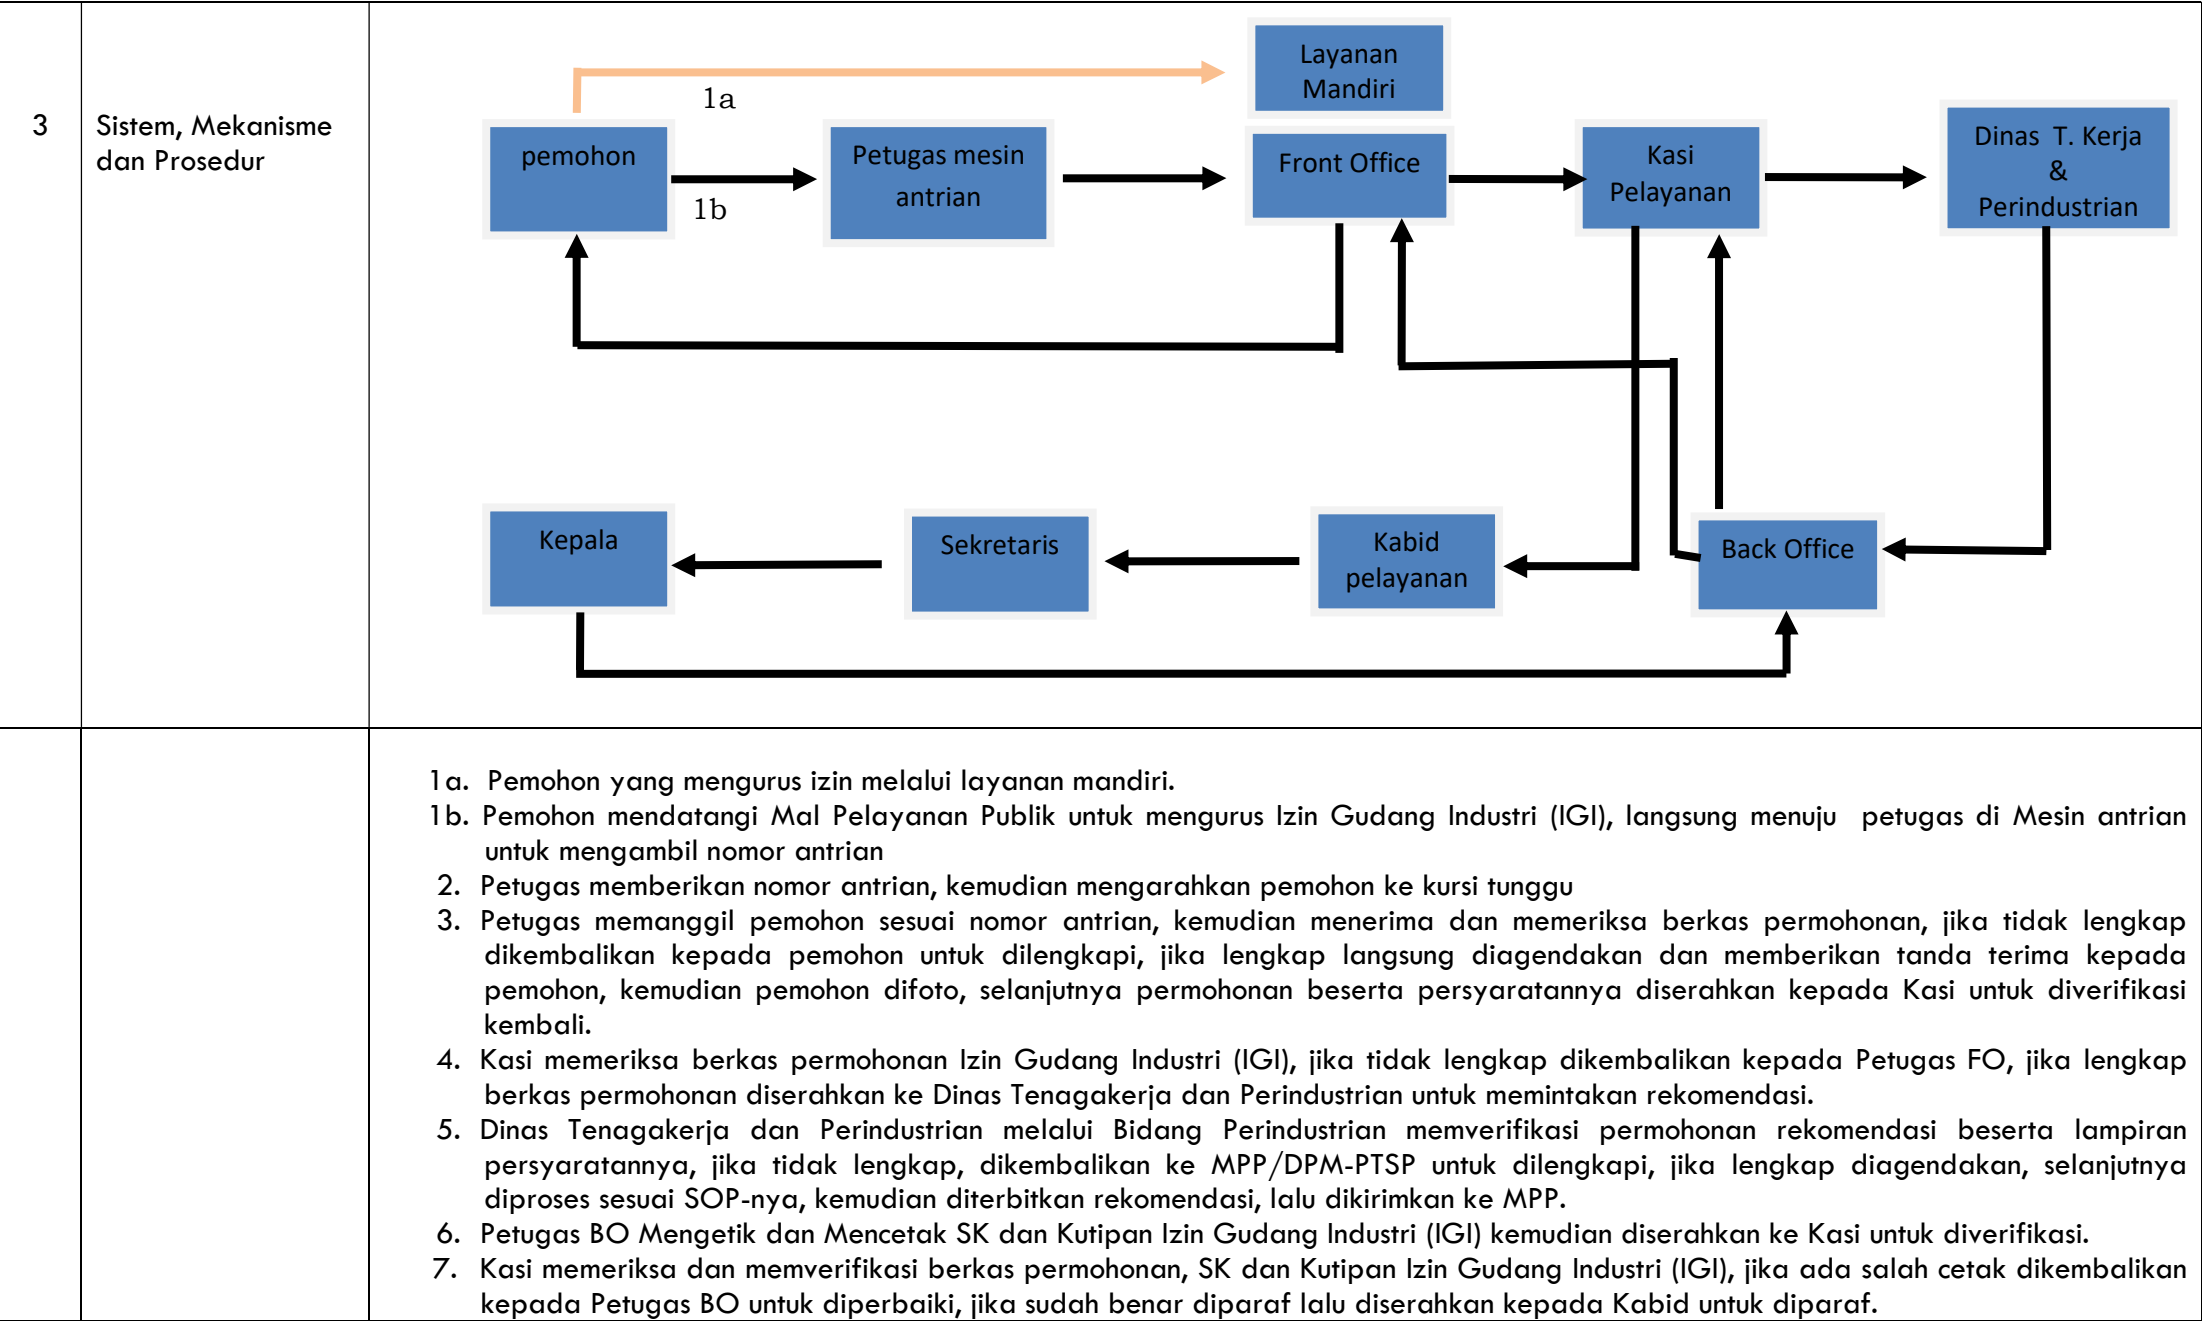 3
Sistem, Mekanisme
dan Prosedur
Layanan
Mandiri
1a
pemohon
1b
Petugas mesin
antrian
Front Office
Kasi
Pelayanan
Dinas T. Kerja
&
Perindustrian
Kepala
Sekretaris
Kabid
pelayanan
Back Office
1a. Pemohon yang mengurus izin melalui layanan mandiri.
1b. Pemohon mendatangi Mal Pelayanan Publik untuk mengurus Izin Gudang Industri (IGI), langsung menuju petugas di Mesin antrian
untuk mengambil nomor antrian
2. Petugas memberikan nomor antrian, kemudian mengarahkan pemohon ke kursi tunggu
3. Petugas memanggil pemohon sesuai nomor antrian, kemudian menerima dan memeriksa berkas permohonan, jika tidak lengkap
dikembalikan kepada pemohon untuk dilengkapi, jika lengkap langsung diagendakan dan memberikan tanda terima kepada
pemohon, kemudian pemohon difoto, selanjutnya permohonan beserta persyaratannya diserahkan kepada Kasi untuk diverifikasi
kembali.
4. Kasi memeriksa berkas permohonan Izin Gudang Industri (IGI), jika tidak lengkap dikembalikan kepada Petugas FO, jika lengkap
berkas permohonan diserahkan ke Dinas Tenagakerja dan Perindustrian untuk memintakan rekomendasi.
5. Dinas Tenagakerja dan Perindustrian melalui Bidang Perindustrian memverifikasi permohonan rekomendasi beserta lampiran
persyaratannya, jika tidak lengkap, dikembalikan ke MPP/DPM-PTSP untuk dilengkapi, jika lengkap diagendakan, selanjutnya
diproses sesuai SOP-nya, kemudian diterbitkan rekomendasi, lalu dikirimkan ke MPP.
6. Petugas BO Mengetik dan Mencetak SK dan Kutipan Izin Gudang Industri (IGI) kemudian diserahkan ke Kasi untuk diverifikasi.
7. Kasi memeriksa dan memverifikasi berkas permohonan, SK dan Kutipan Izin Gudang Industri (IGI), jika ada salah cetak dikembalikan
kepada Petugas BO untuk diperbaiki, jika sudah benar diparaf lalu diserahkan kepada Kabid untuk diparaf.